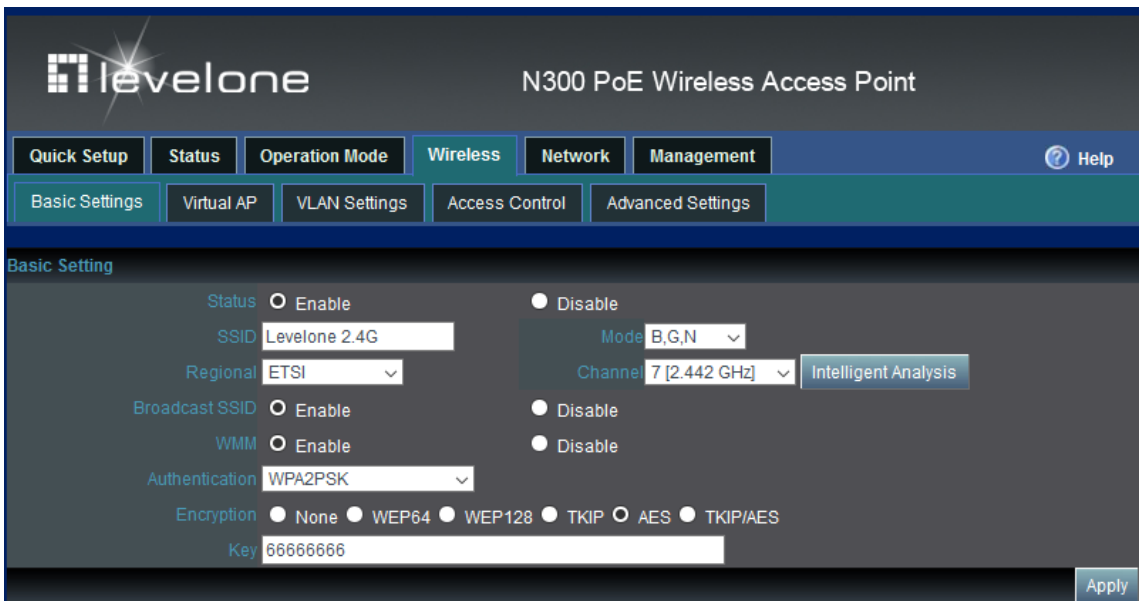 levelone
N300 PoE Wireless Access Point
Quick Setup Status Operation Mode Wireless Network Management ? Help
Basic Settings Virtual AP VLAN Settings Access Control Advanced Settings
Basic Setting
Status Enable Disable
SSID Levelone 2.4G Mode B,G,N
Regional ETSI Channel 7 [2.442 GHz] Intelligent Analysis
Broadcast SSID Enable Disable
WMM Enable Disable
Authentication WPA2PSK
Encryption None WEP64 WEP128 TKIP AES TKIP/AES
Key 66666666
Apply